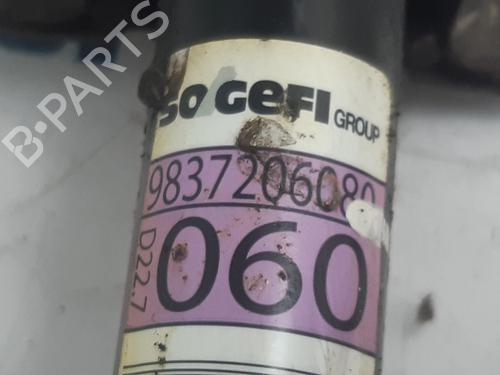 B-PARTS
SOGEFI GROUP
9837206080
060
D22.7